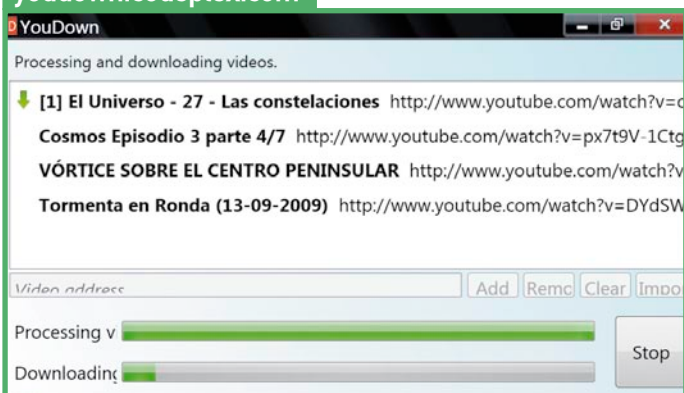 YouDown
Processing and downloading videos.
[1] El Universo - 27 - Las constelaciones http://www.youtube.com/watch?v=c
Cosmos Episodio 3 parte 4/7 http://www.youtube.com/watch?v=px7t9V-1Ctg
VÓRTICE SOBRE EL CENTRO PENINSULAR http://www.youtube.com/watch?v
Tormenta en Ronda (13-09-2009) http://www.youtube.com/watch?v=DYdSW
Video address Add Remo Clear Impo
Processing v
Stop
Downloading